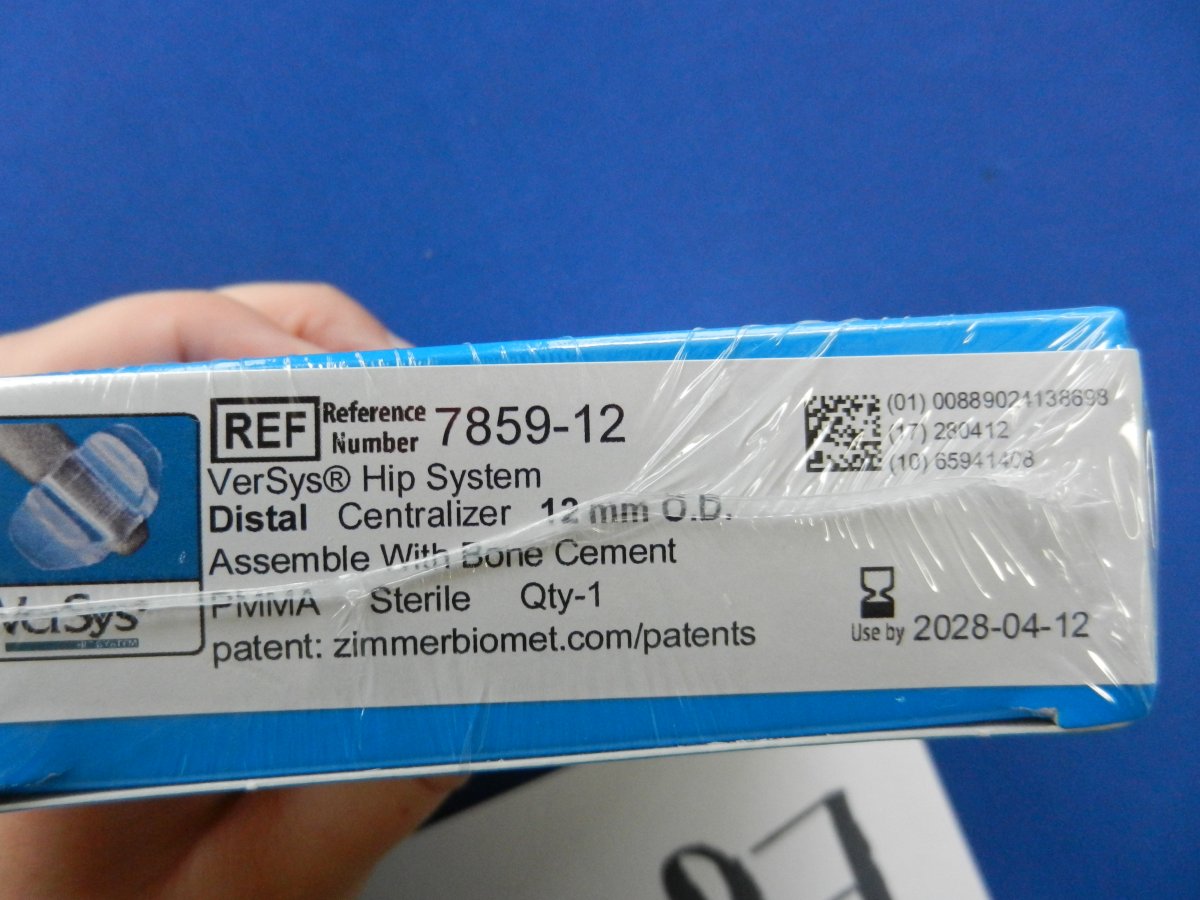 REF Reference Number 7859-12
VerSys® Hip System
Distal Centralizer 12 mm O.D.
Assemble With Bone Cement
PMMA Sterile Qty-1
patent: zimmerbiomet.com/patents
(01) 00889024138698
(17) 280412
(10) 65941408
Use by 2028-04-12
VerSys